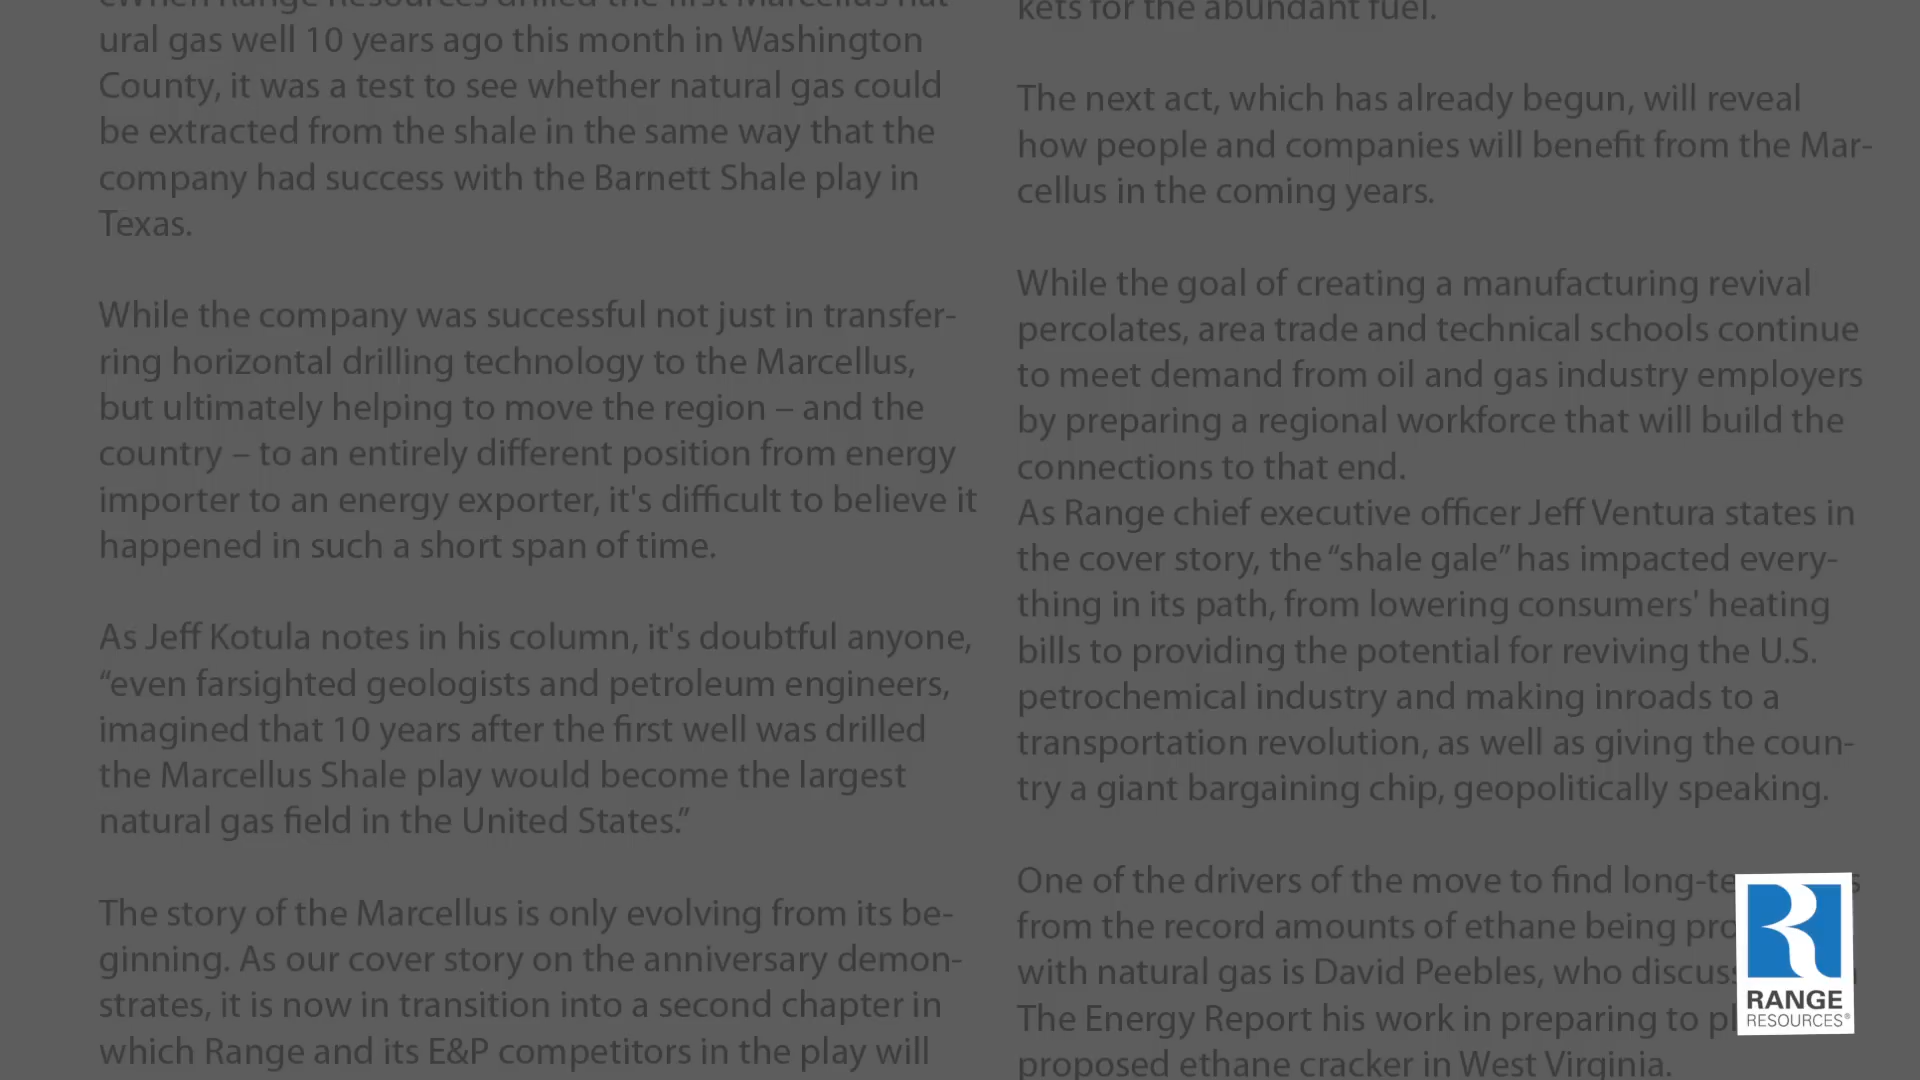 When Range Resources drilled the first Marcellus nat-
ural gas well 10 years ago this month in Washington
County, it was a test to see whether natural gas could
be extracted from the shale in the same way that the
company had success with the Barnett Shale play in
Texas.
While the company was successful not just in transfer-
ring horizontal drilling technology to the Marcellus,
but ultimately helping to move the region – and the
country – to an entirely different position from energy
importer to an energy exporter, it's difficult to believe it
happened in such a short span of time.
As Jeff Kotula notes in his column, it's doubtful anyone,
“even farsighted geologists and petroleum engineers,
imagined that 10 years after the first well was drilled
the Marcellus Shale play would become the largest
natural gas field in the United States.”
The story of the Marcellus is only evolving from its be-
ginning. As our cover story on the anniversary demon-
strates, it is now in transition into a second chapter in
which Range and its E&P competitors in the play will
kets for the abundant fuel.
The next act, which has already begun, will reveal
how people and companies will benefit from the Mar-
cellus in the coming years.
While the goal of creating a manufacturing revival
percolates, area trade and technical schools continue
to meet demand from oil and gas industry employers
by preparing a regional workforce that will build the
connections to that end.
As Range chief executive officer Jeff Ventura states in
the cover story, the “shale gale” has impacted every-
thing in its path, from lowering consumers' heating
bills to providing the potential for reviving the U.S.
petrochemical industry and making inroads to a
transportation revolution, as well as giving the coun-
try a giant bargaining chip, geopolitically speaking.
One of the drivers of the move to find
from the record amounts of ethane being
with natural gas is David Peebles, who
The Energy Report his work in preparing to
proposed ethane cracker in West Virginia.
RANGE
RESOURCES®